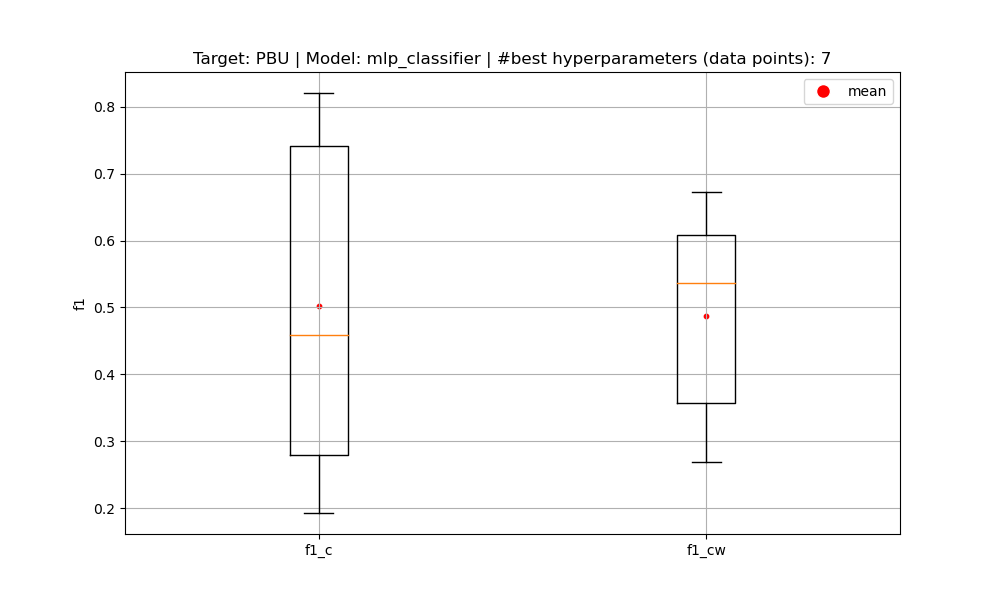 Target: PBU | Model: mlp_classifier | #best hyperparameters (data points): 7
mean
0.8
0.7
0.6
0.5
0.4
0.3
0.2
f1
f1_c
f1_cw